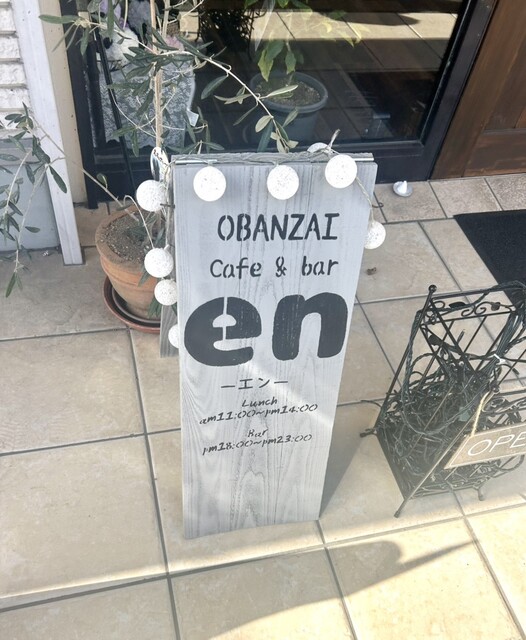 OBANZAI
Cafe & bar
en
ーエンー
Lunch
am11:00~pm14:00
Bar
pm18:00~pm23:00
OPE